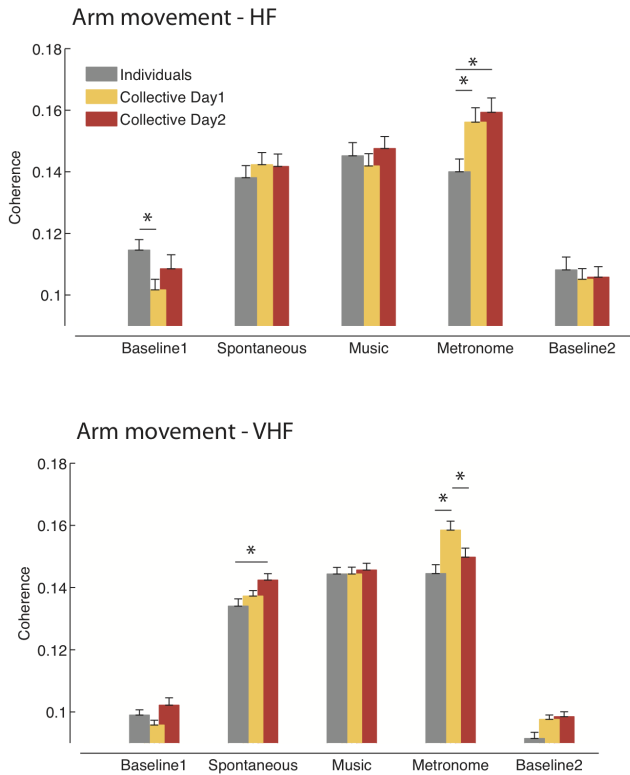 Arm movement - HF
0.18
0.16
0.14
0.12
0.1
Coherence
Individuals
Collective Day1
Collective Day2
*
*
*
Baseline1 Spontaneous Music Metronome Baseline2
Arm movement - VHF
0.18
0.16
0.14
0.12
0.1
Coherence
*
*
*
Baseline1 Spontaneous Music Metronome Baseline2